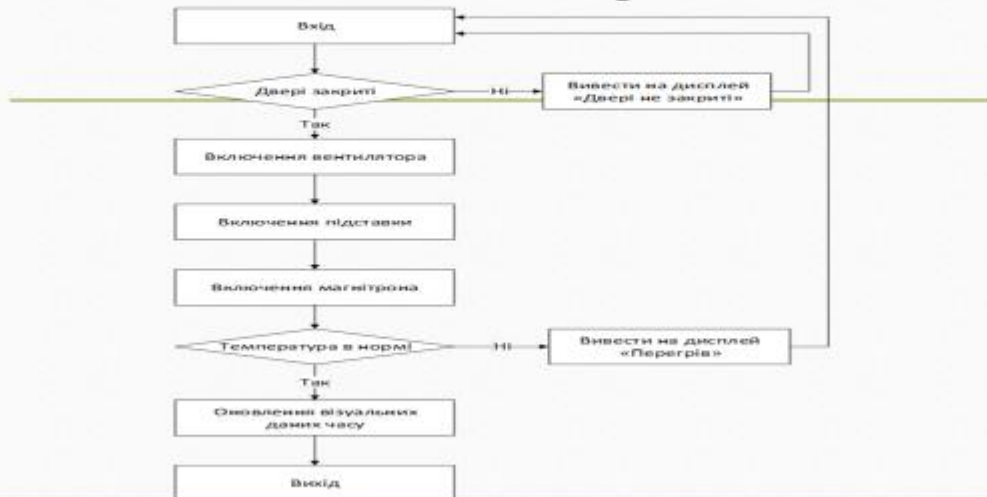 Вхід
Двері закриті
Ні
Вивести на дисплей
«Двері не закриті»
Так
Включення вентилятора
Включення підставки
Включення магнітрона
Температура в нормі
Ні
Вивести на дисплей
«Перегрів»
Так
Оновлення візуальних
даних часу
Вихід